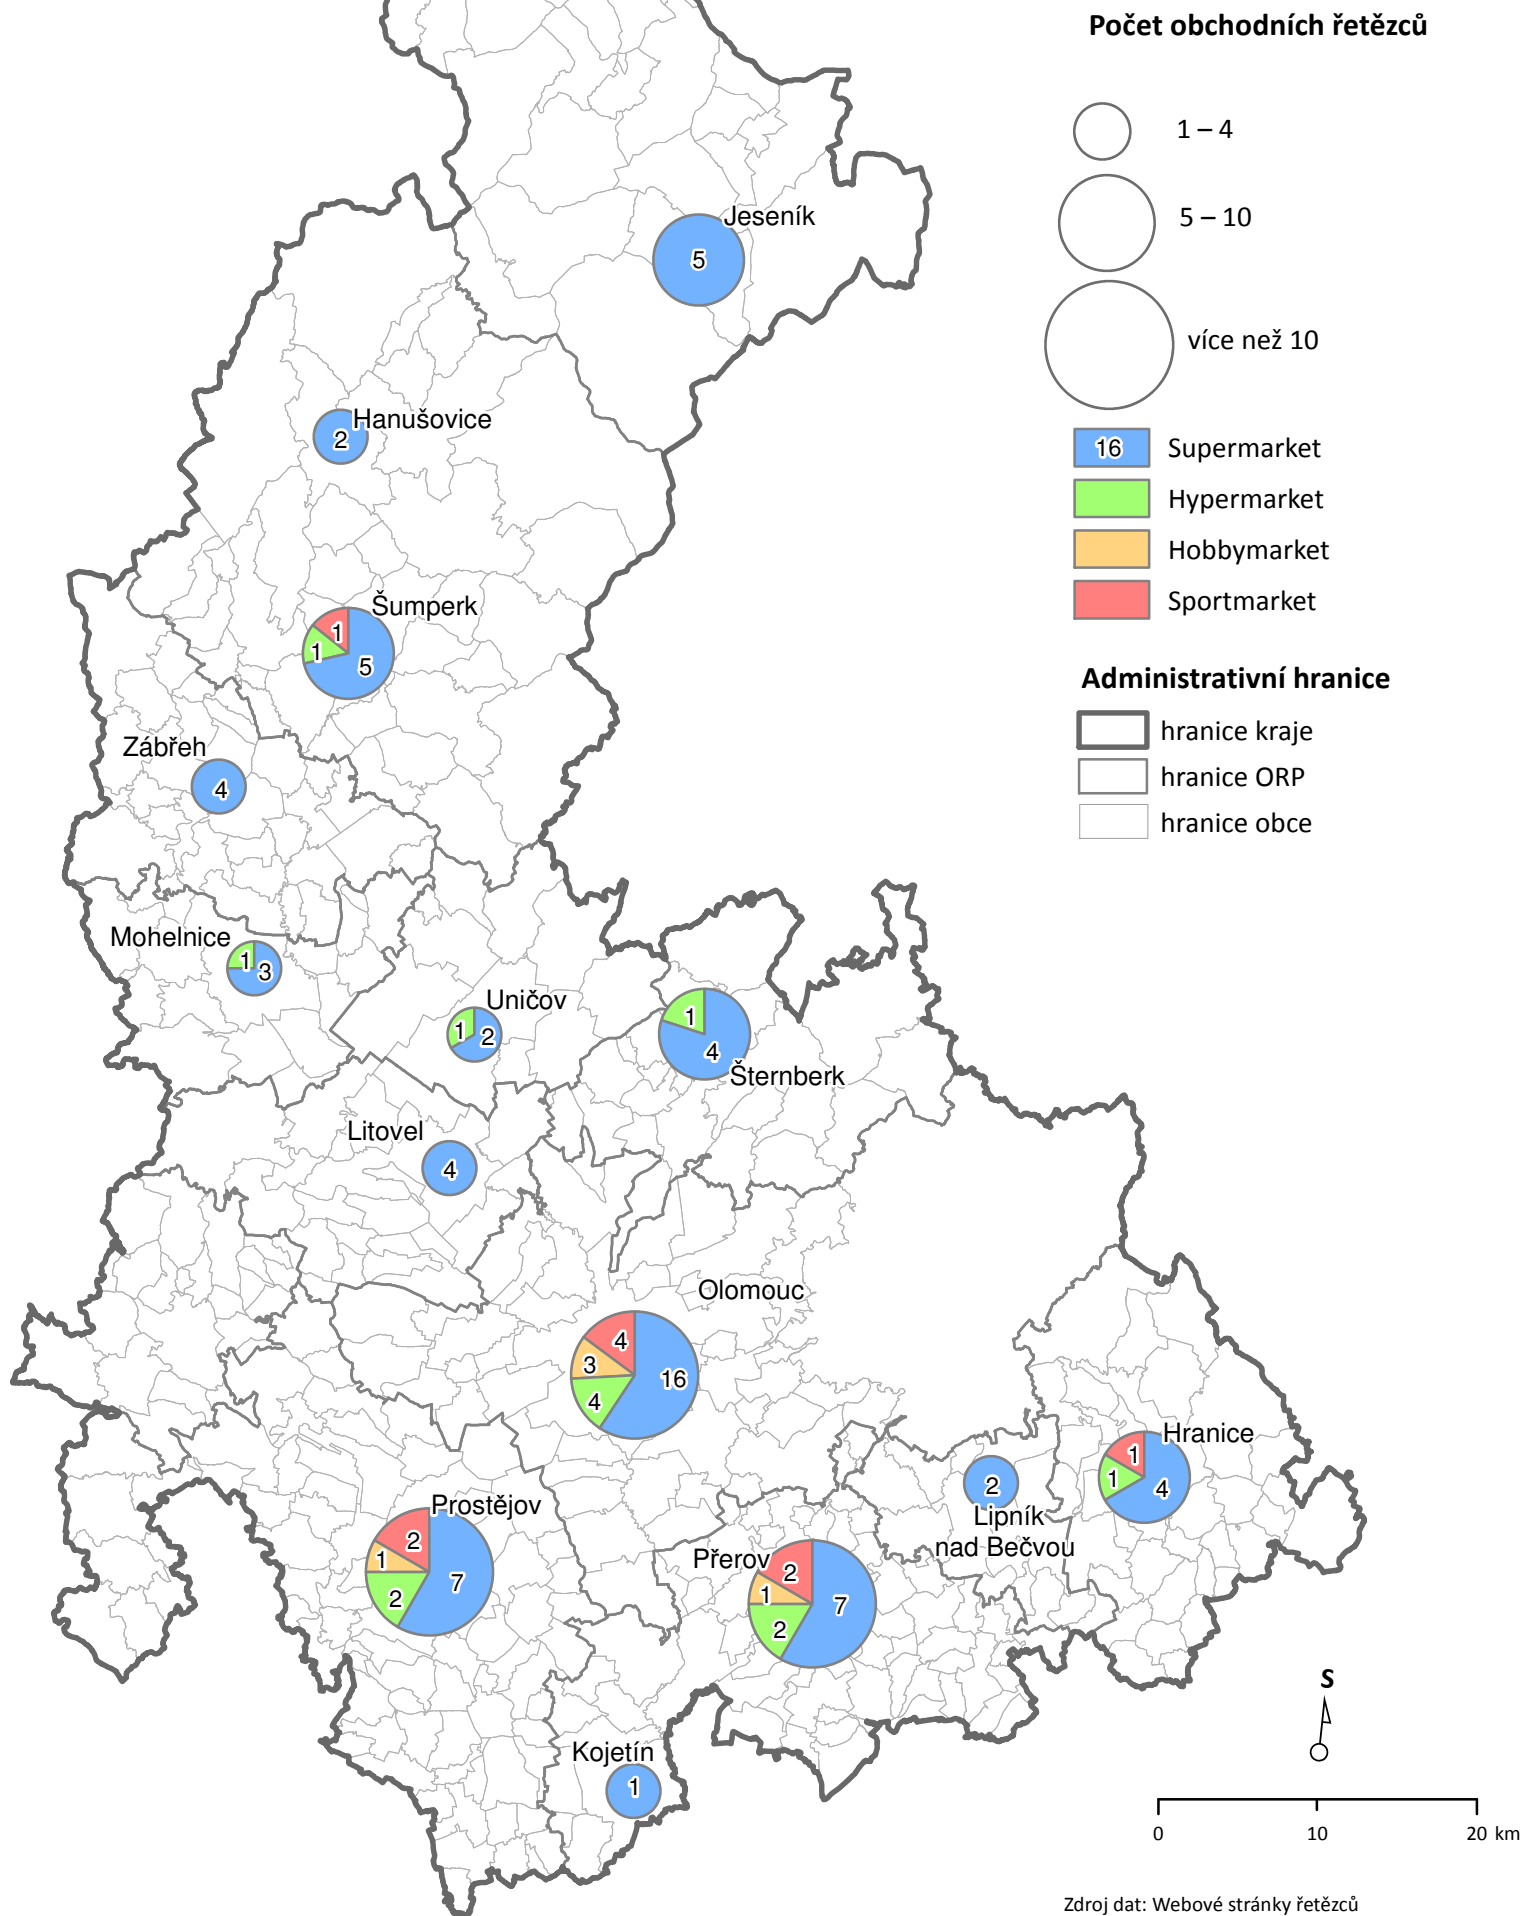 Počet obchodních řetězců
1 – 4
5 – 10
více než 10
16 Supermarket
Hypermarket
Hobbymarket
Sportmarket
Administrativní hranice
hranice kraje
hranice ORP
hranice obce
Jeseník
5
Hanušovice
2
Šumperk
1
1
5
Zábřeh
4
Mohelnice
1
3
Uničov
1
2
1
4
Šternberk
Litovel
4
Olomouc
4
3
16
4
Hranice
1
1
4
2
Lipník
nad Bečvou
Prostějov
2
1
7
2
Přerov
2
1
7
2
Kojetín
1
S
0 10 20 km
Zdroj dat: Webové stránky řetězců